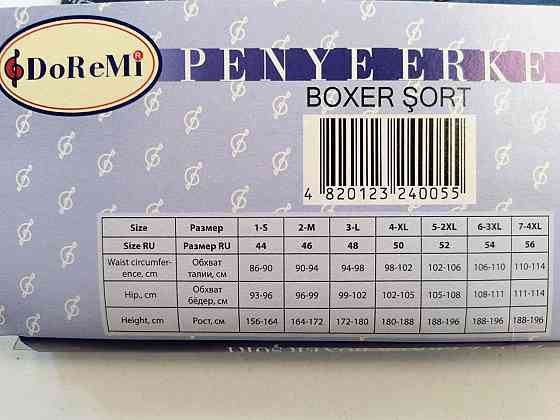 DoReMi®
PENYE ERKE
BOXER ŞORT
4 820123 240055
Size Размер 1-S 2-M 3-L 4-XL 5-2XL 6-3XL 7-4XL
Size RU Размер RU 44 46 48 50 52 54 56
Waist circumfer-
ence, cm Обхват
талии, см 86-90 90-94 94-98 98-102 102-106 106-110 110-114
Hip., cm Обхват
бёдер, см 93-96 96-99 99-102 102-105 105-108 108-111 111-114
Height, cm Рост, см 156-164 164-172 172-180 180-188 188-196 188-196 188-196